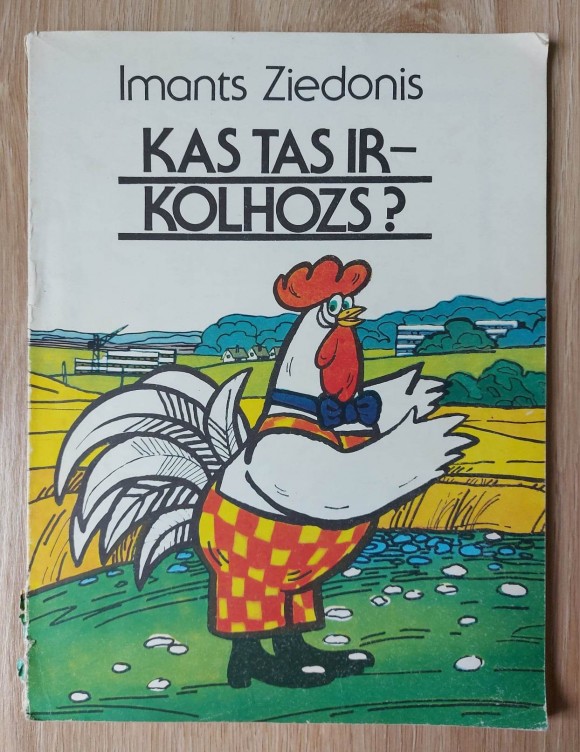 Imants Ziedonis
KAS TAS IR–
KOLHOZS?